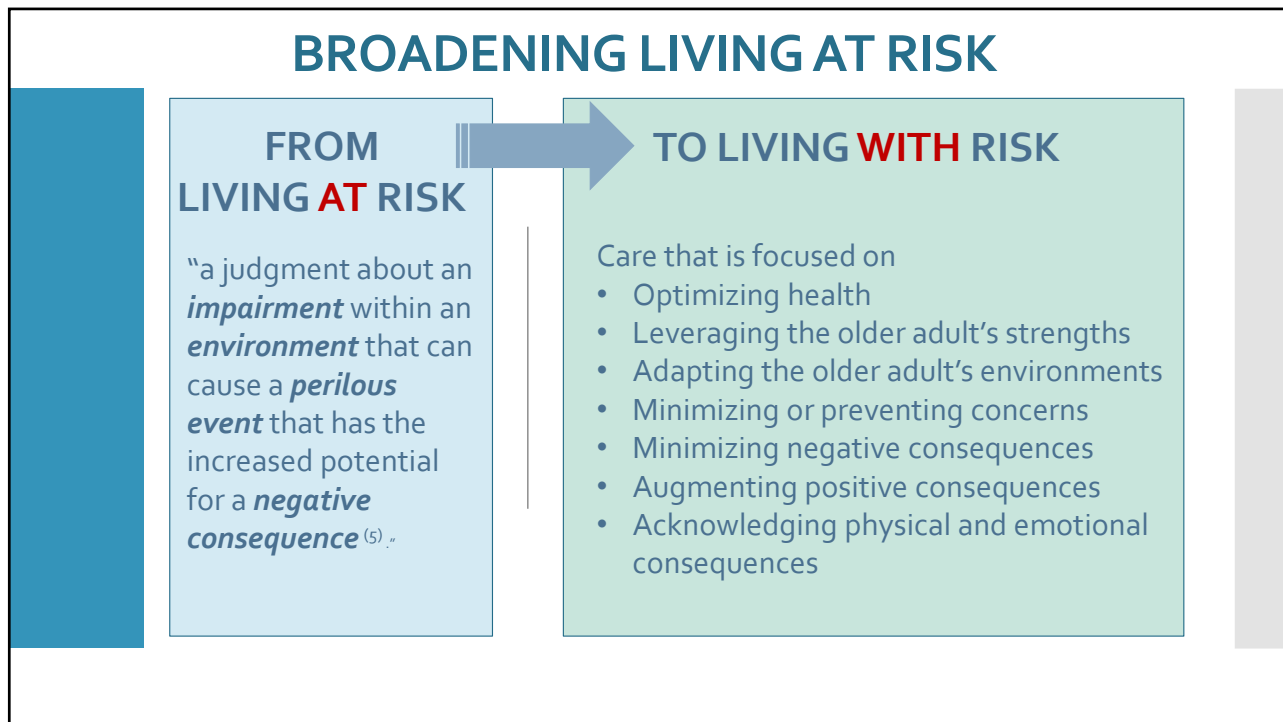 BROADENING LIVING AT RISK
FROM
LIVING AT RISK
“a judgment about an
impairment within an
environment that can
cause a perilous
event that has the
increased potential
for a negative
consequence (5) .”
TO LIVING WITH RISK
Care that is focused on
• Optimizing health
• Leveraging the older adult’s strengths
• Adapting the older adult’s environments
• Minimizing or preventing concerns
• Minimizing negative consequences
• Augmenting positive consequences
• Acknowledging physical and emotional
consequences